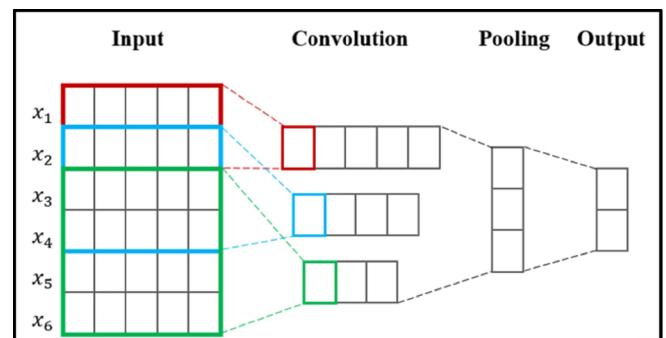 Input Convolution Pooling Output
x₁
x₂
x₃
x₄
x₅
x₆